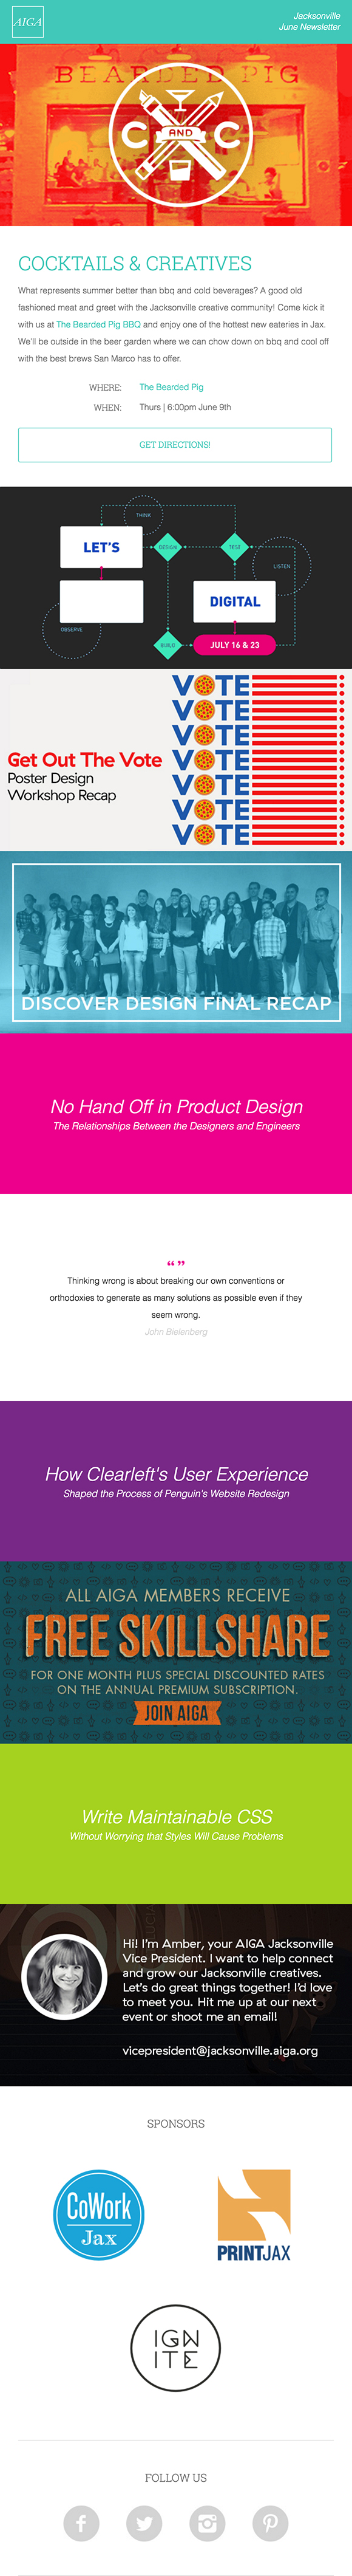 AIGA
Jacksonville
June Newsletter
BEARDED PIG
C AND C
COCKTAILS & CREATIVES
What represents summer better than bbq and cold beverages? A good old
fashioned meat and greet with the Jacksonville creative community! Come kick it
with us at The Bearded Pig BBQ and enjoy one of the hottest new eateries in Jax.
We'll be outside in the beer garden where we can chow down on bbq and cool off
with the best brews San Marco has to offer.
WHERE: The Bearded Pig
WHEN: Thurs | 6:00pm June 9th
GET DIRECTIONS!
THINK
LET'S
DESIGN
TEST
LISTEN
DIGITAL
OBSERVE
BUILD
JULY 16 & 23
VOTE
VOTE
VOTE
Get Out The Vote
VOTE
Poster Design
VOTE
Workshop Recap
VOTE
VOTE
DISCOVER DESIGN FINAL RECAP
No Hand Off in Product Design
The Relationships Between the Designers and Engineers
“ ”
Thinking wrong is about breaking our own conventions or
orthodoxies to generate as many solutions as possible even if they
seem wrong.
John Bielenberg
How Clearleft's User Experience
Shaped the Process of Penguin's Website Redesign
ALL AIGA MEMBERS RECEIVE
FREE SKILLSHARE
FOR ONE MONTH PLUS SPECIAL DISCOUNTED RATES
ON THE ANNUAL PREMIUM SUBSCRIPTION.
JOIN AIGA
Write Maintainable CSS
Without Worrying that Styles Will Cause Problems
Hi! I'm Amber, your AIGA Jacksonville
Vice President. I want to help connect
and grow our Jacksonville creatives.
Let's do great things together! I'd love
to meet you. Hit me up at our next
event or shoot me an email!
vicepresident@jacksonville.aiga.org
SPONSORS
CoWork
Jax
PRINTJAX
IGN
ITE
FOLLOW US